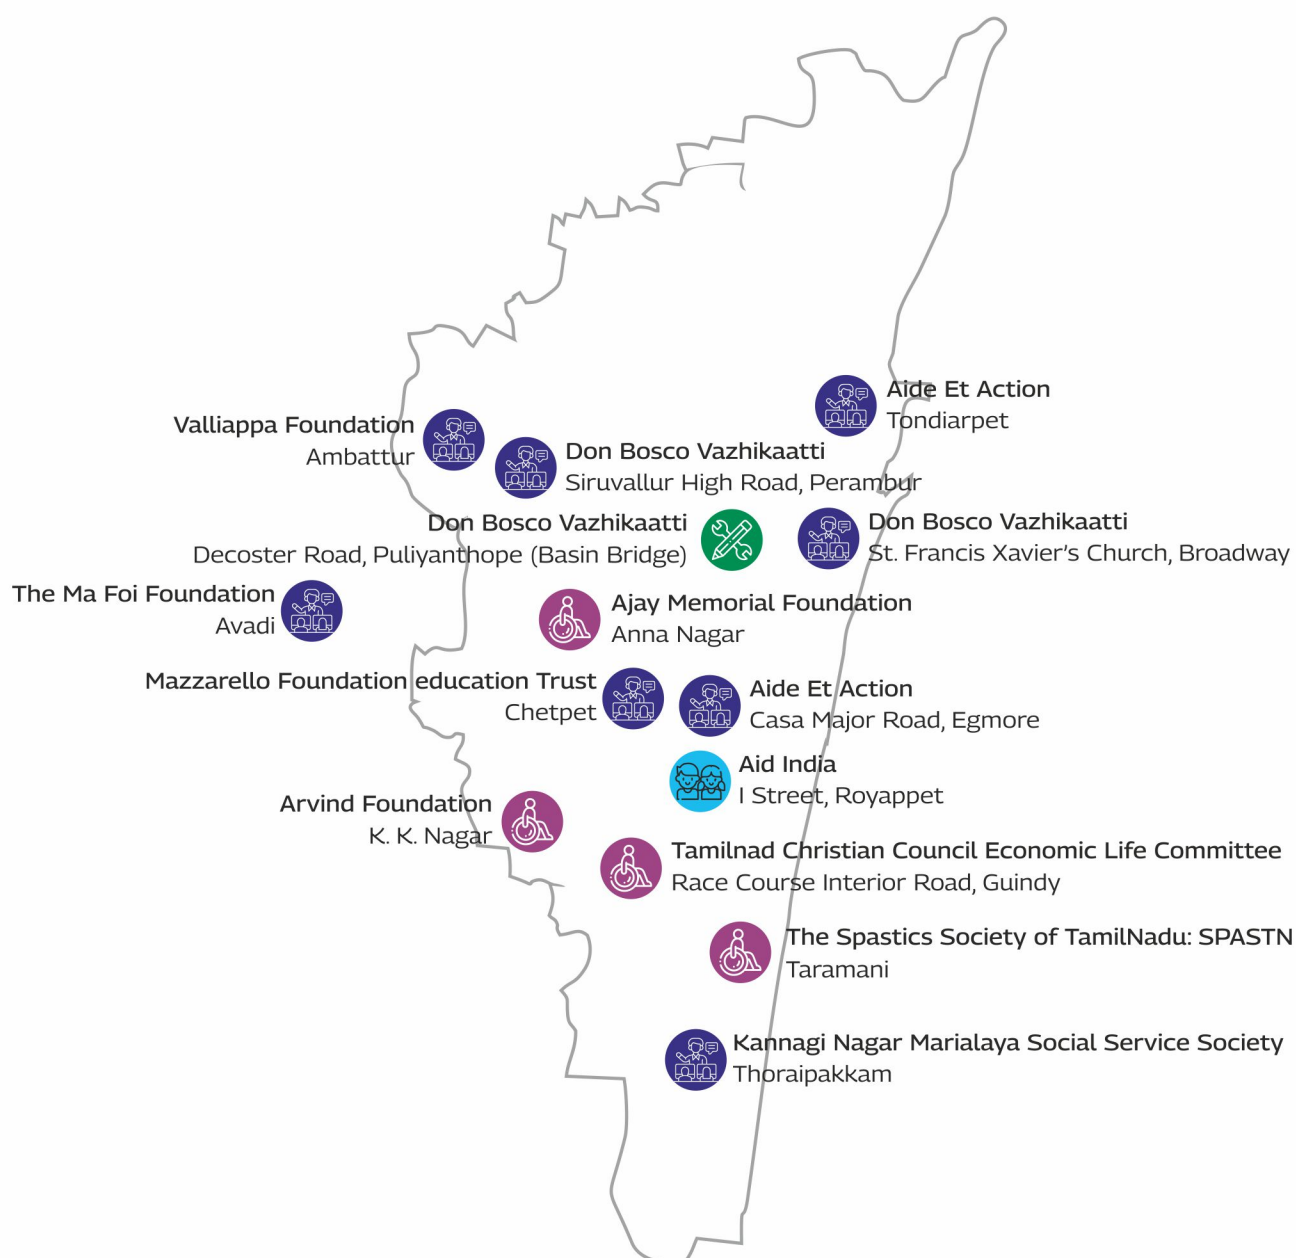 Aide Et Action
Tondiarpet
Valliappa Foundation
Ambattur
Don Bosco Vazhikaatti
Siruvallur High Road, Perambur
Don Bosco Vazhikaatti
Decoster Road, Puliyanthope (Basin Bridge)
Don Bosco Vazhikaatti
St. Francis Xavier's Church, Broadway
The Ma Foi Foundation
Avadi
Ajay Memorial Foundation
Anna Nagar
Mazzarello Foundation education Trust
Chetpet
Aide Et Action
Casa Major Road, Egmore
Aid India
I Street, Royappet
Arvind Foundation
K. K. Nagar
Tamilnad Christian Council Economic Life Committee
Race Course Interior Road, Guindy
The Spastics Society of TamilNadu: SPASTN
Taramani
Kannagi Nagar Marialaya Social Service Society
Thoraipakkam